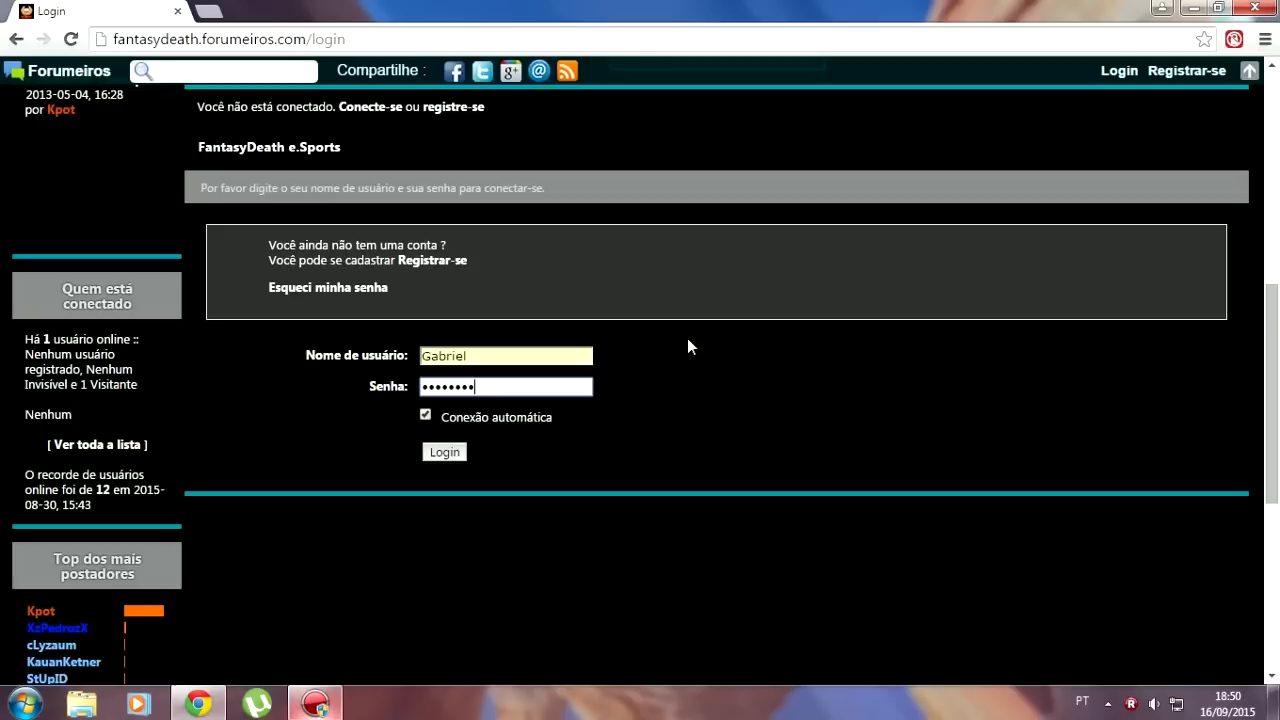 Login
fantasydeath.forumeiros.com/login
Forumeiros
Compartilhe :
Login Registrar-se
2013-05-04, 16:28
por Kpot
Você não está conectado. Conecte-se ou registre-se
FantasyDeath e.Sports
Por favor digite o seu nome de usuário e sua senha para conectar-se.
Você ainda não tem uma conta ?
Você pode se cadastrar Registrar-se
Esqueci minha senha
Nome de usuário: Gabriel
Senha: ••••••••
Conexão automática
Login
Quem está
conectado
Há 1 usuário online ::
Nenhum usuário
registrado, Nenhum
Invisível e 1 Visitante
Nenhum
[ Ver toda a lista ]
O recorde de usuários
online foi de 12 em 2015-
08-30, 15:43
Top dos mais
postadores
Kpot
XzPedrozX
cLyzaum
KauanKetner
StUpID
PT
18:50
16/09/2015